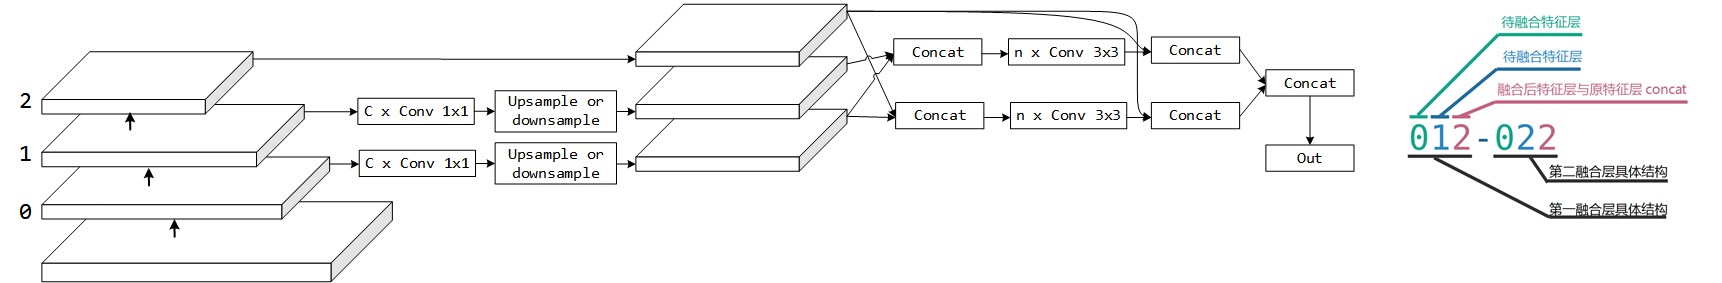 2
1
0
C x Conv 1x1
Upsample or
downsample
C x Conv 1x1
Upsample or
downsample
Concat
n x Conv 3x3
Concat
Concat
n x Conv 3x3
Concat
Concat
Out
待融合特征层
待融合特征层
融合后特征层与原特征层 concat
012-022
第二融合层具体结构
第一融合层具体结构